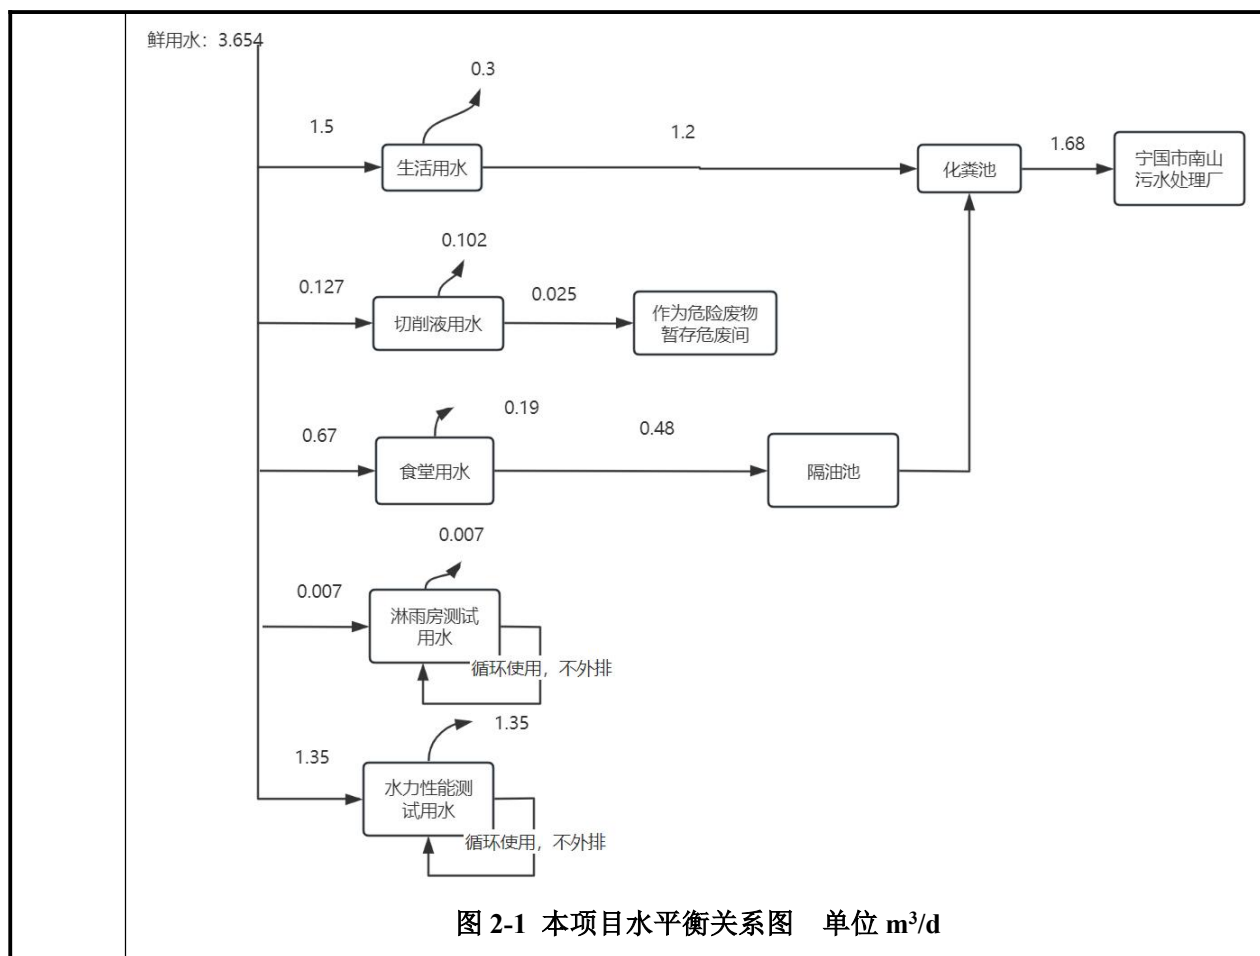 鲜用水：3.654
0.3
1.5
生活用水
1.2
化粪池
1.68
宁国市南山
污水处理厂
0.102
0.127
切削液用水
0.025
作为危险废物
暂存危废间
0.19
0.67
食堂用水
0.48
隔油池
0.007
0.007
淋雨房测试
用水
循环使用，不外排
1.35
1.35
水力性能测
试用水
循环使用，不外排
图 2-1 本项目水平衡关系图 单位 m³/d